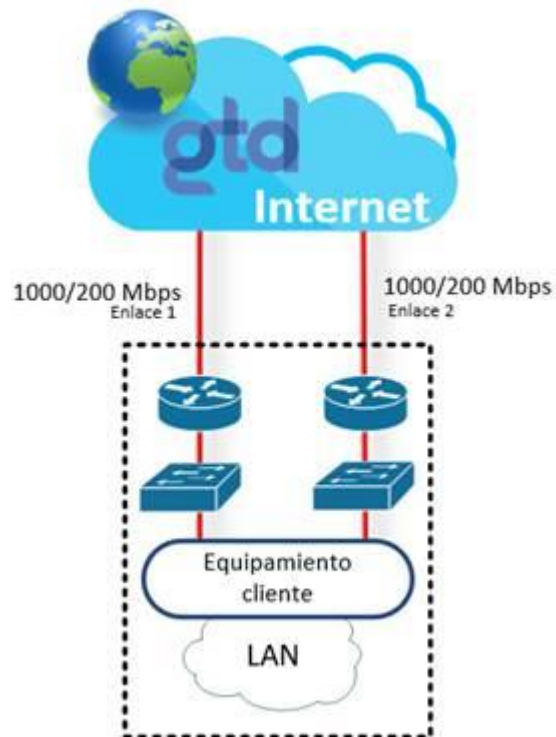 gtd
Internet
1000/200 Mbps
Enlace 1
1000/200 Mbps
Enlace 2
Equipamiento
cliente
LAN